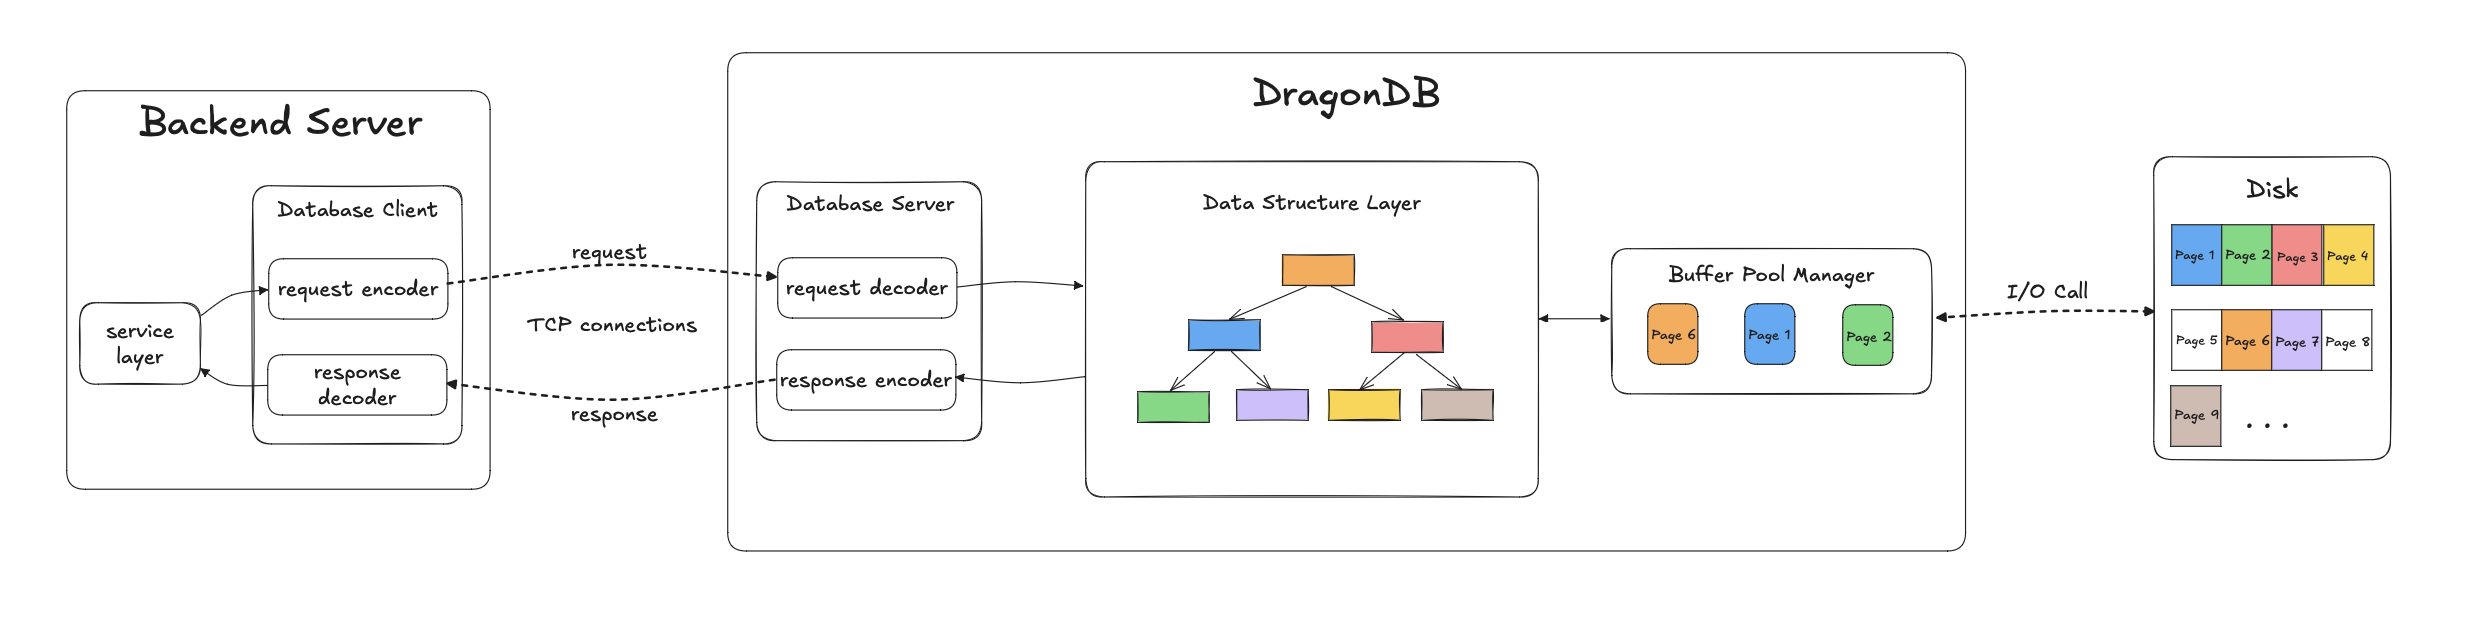 Backend Server
Database Client
request encoder
service
layer
response
decoder
request
TCP connections
response
DragonDB
Database Server
request decoder
response encoder
Data Structure Layer
Buffer Pool Manager
Page 6
Page 1
Page 2
I/O Call
Disk
Page 1
Page 2
Page 3
Page 4
Page 5
Page 6
Page 7
Page 8
Page 9
...